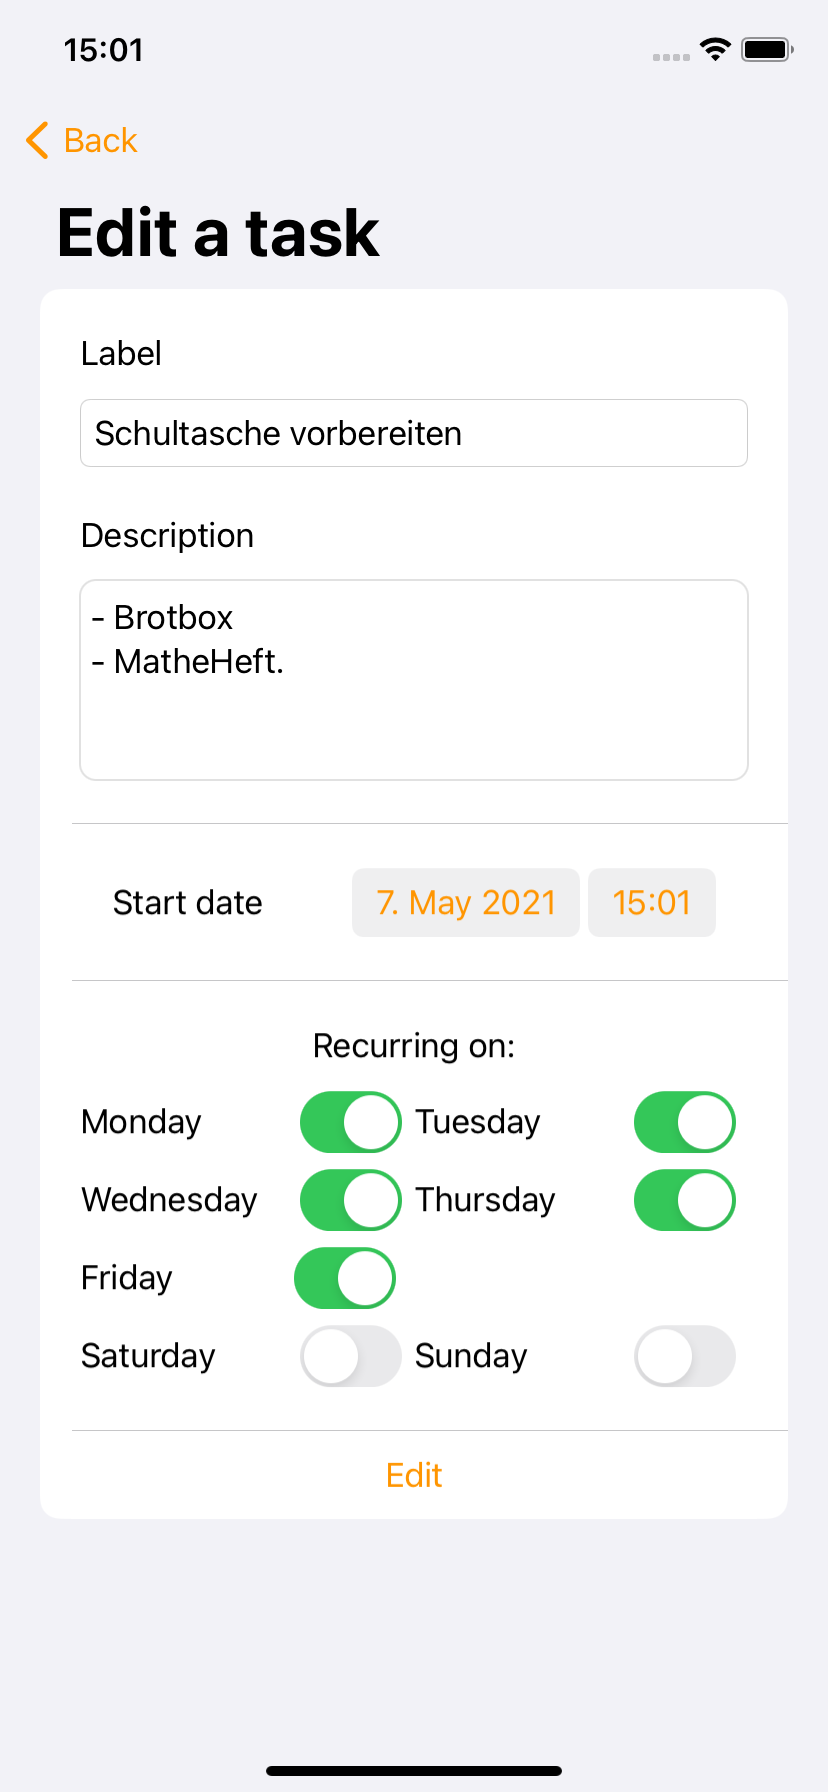 15:01
Back
Edit a task
Label
Schultasche vorbereiten
Description
- Brotbox
- MatheHeft.
Start date 7. May 2021 15:01
Recurring on:
Monday Tuesday
Wednesday Thursday
Friday
Saturday Sunday
Edit